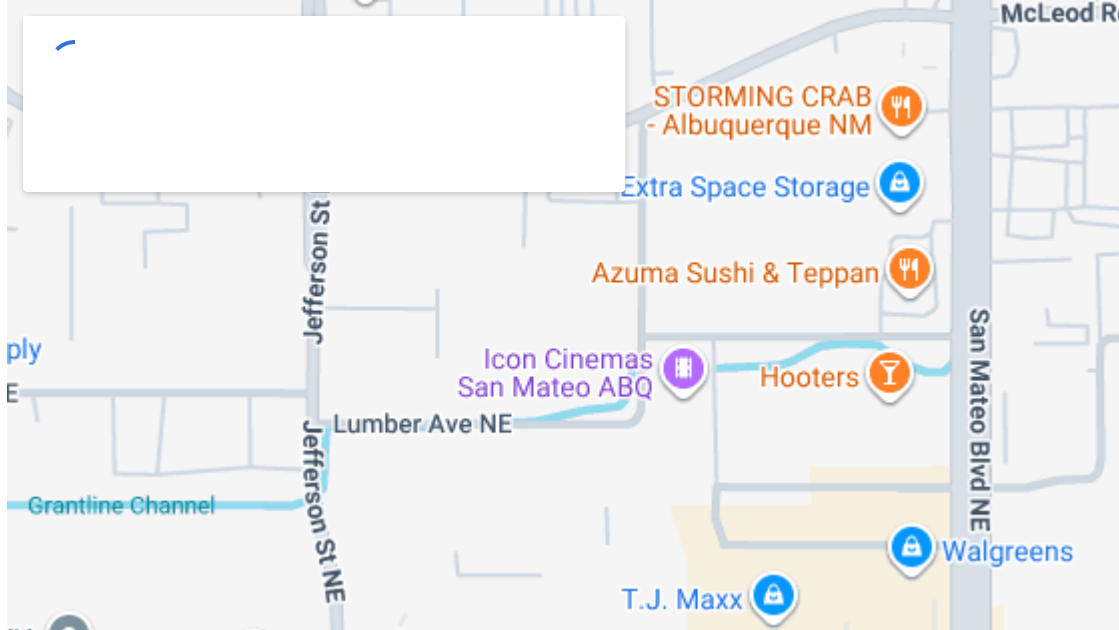 McLeod R
STORMING CRAB
- Albuquerque NM
Extra Space Storage
Jefferson St
Azuma Sushi & Teppan
ply
Icon Cinemas
San Mateo ABQ
Hooters
San Mateo Blvd NE
E
Lumber Ave NE
Jefferson St NE
Grantline Channel
Walgreens
T.J. Maxx